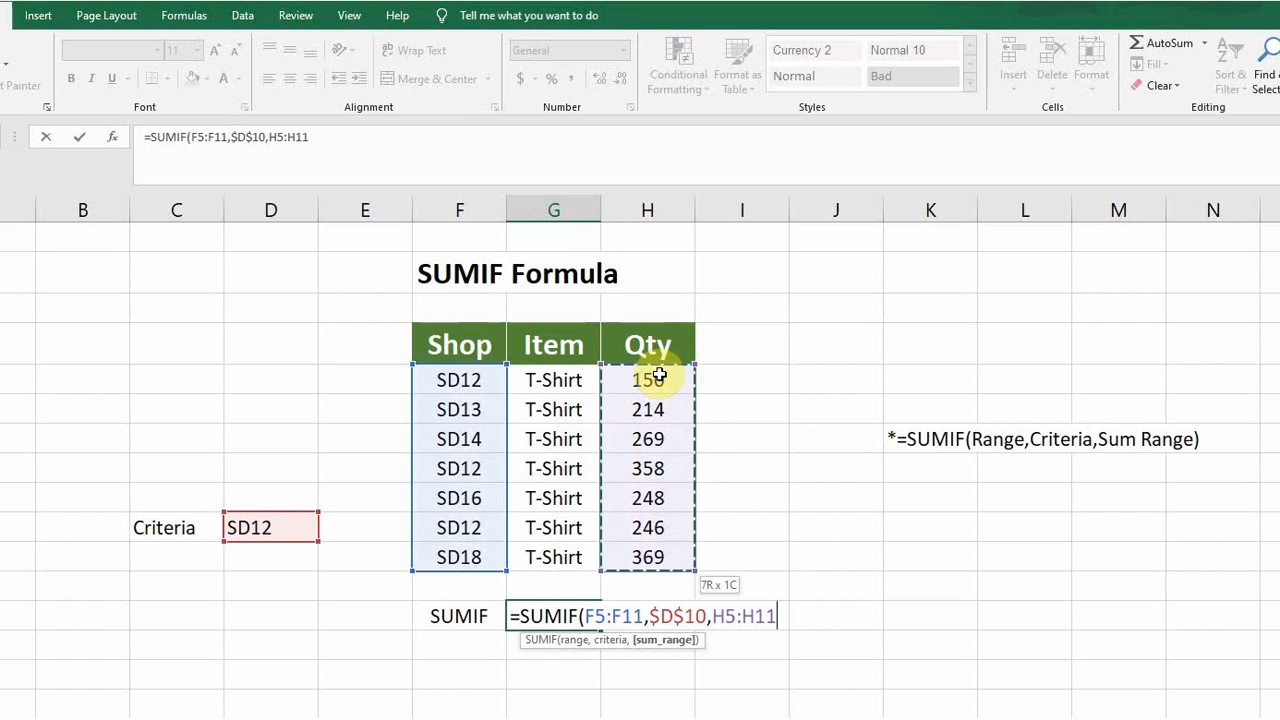 Insert Page Layout Formulas Data Review View Help Tell me what you want to do
11 A A ab Wrap Text General Currency 2 Normal 10 AutoSum
Painter B I U A Merge & Center $ % Conditional Formatting Format as Table Normal Bad Insert Delete Format Fill Clear Sort & Filter Find &
Font Alignment Number Styles Cells Editing
fx =SUMIF(F5:F11,$D$10,H5:H11
B C D E F G H I J K L M N
SUMIF Formula
Shop Item Qty
SD12 T-Shirt
SD13 T-Shirt 214
SD14 T-Shirt 269 *=SUMIF(Range,Criteria,Sum Range)
SD12 T-Shirt 358
SD16 T-Shirt 248
Criteria SD12 SD12 T-Shirt 246
SD18 T-Shirt 369
7R x 1C
SUMIF =SUMIF(F5:F11,$D$10,H5:H11
SUMIF(range, criteria, [sum_range])